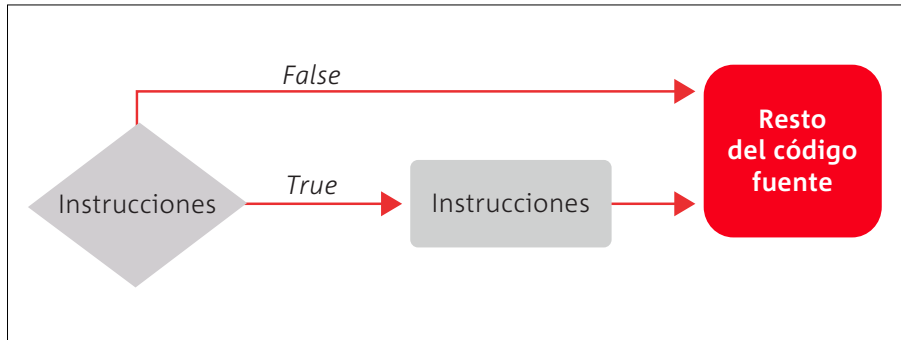 False
Instrucciones
True
Instrucciones
Resto
del código
fuente